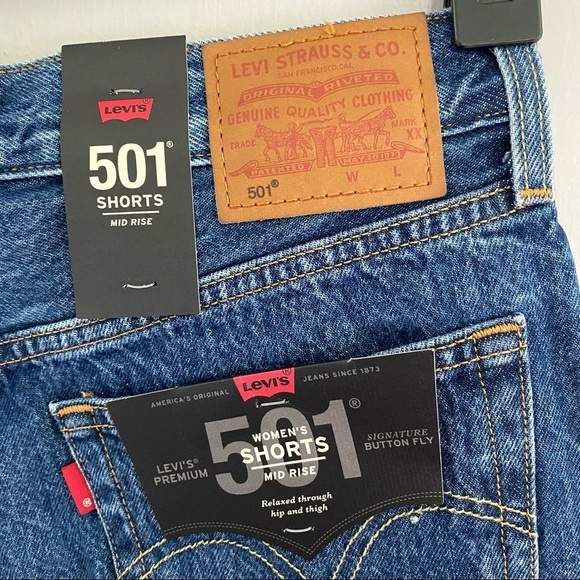 LEVI'S®
501®
SHORTS
MID RISE
LEVI STRAUSS & CO.
SAN FRANCISCO, CAL.
ORIGINAL RIVETED
GENUINE QUALITY CLOTHING
TRADE MARK
XX
PATENTED MAY 20 1873
501® W L
LEVI'S®
AMERICA'S ORIGINAL JEANS SINCE 1873
501®
WOMEN'S
SHORTS
MID RISE
LEVI'S®
PREMIUM
SIGNATURE
BUTTON FLY
Relaxed through
hip and thigh
®